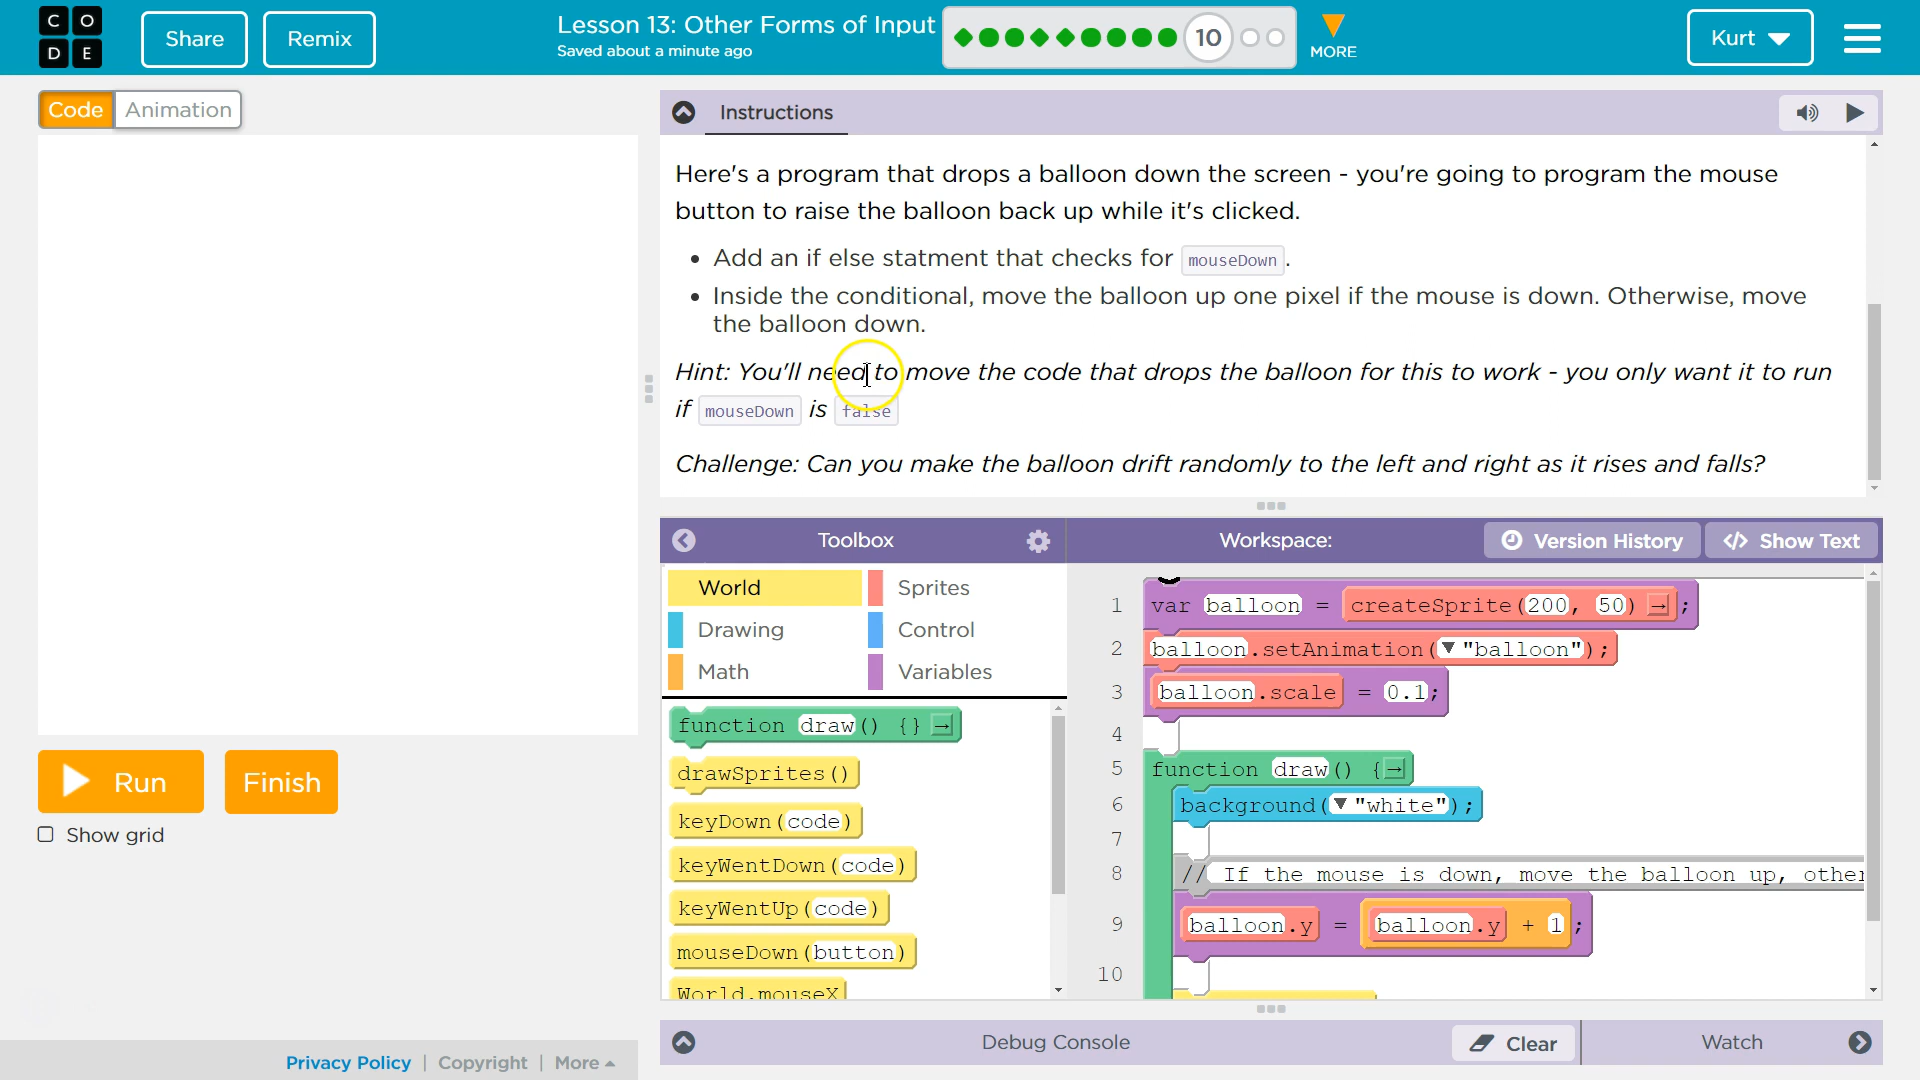 C O
D E
Share
Remix
Lesson 13: Other Forms of Input
Saved about a minute ago
10
MORE
Kurt
Code
Animation
Instructions
Here's a program that drops a balloon down the screen - you're going to program the mouse
button to raise the balloon back up while it's clicked.
• Add an if else statment that checks for mouseDown.
• Inside the conditional, move the balloon up one pixel if the mouse is down. Otherwise, move
the balloon down.
Hint: You'll need to move the code that drops the balloon for this to work - you only want it to run
if mouseDown is false
Challenge: Can you make the balloon drift randomly to the left and right as it rises and falls?
Toolbox
Workspace:
Version History
</> Show Text
World
Sprites
Drawing
Control
Math
Variables
function draw() {} →
drawSprites()
keyDown(code)
keyWentDown(code)
keyWentUp(code)
mouseDown(button)
World.mouseX
1 var balloon = createSprite(200, 50) → ;
2 balloon.setAnimation(▼ "balloon");
3 balloon.scale = 0.1;
4
5 function draw() {→
6 background(▼ "white");
7
8 // If the mouse is down, move the balloon up, other
9 balloon.y = balloon.y + 1;
10
Run
Finish
Show grid
Debug Console
Clear
Watch
Privacy Policy | Copyright | More